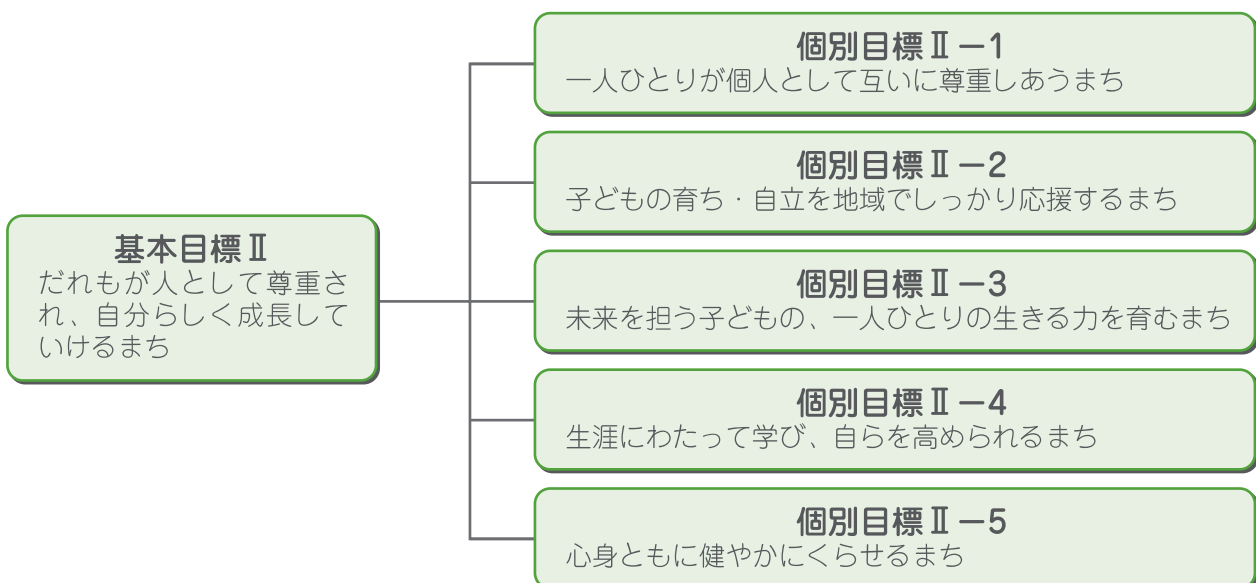 基本目標Ⅱ
だれもが人として尊重さ
れ、自分らしく成長して
いけるまち
個別目標Ⅱー1
一人ひとりが個人として互いに尊重しあうまち
個別目標Ⅱー2
子どもの育ち・自立を地域でしっかり応援するまち
個別目標Ⅱー3
未来を担う子どもの、一人ひとりの生きる力を育むまち
個別目標Ⅱー4
生涯にわたって学び、自らを高められるまち
個別目標Ⅱー5
心身ともに健やかにくらせるまち